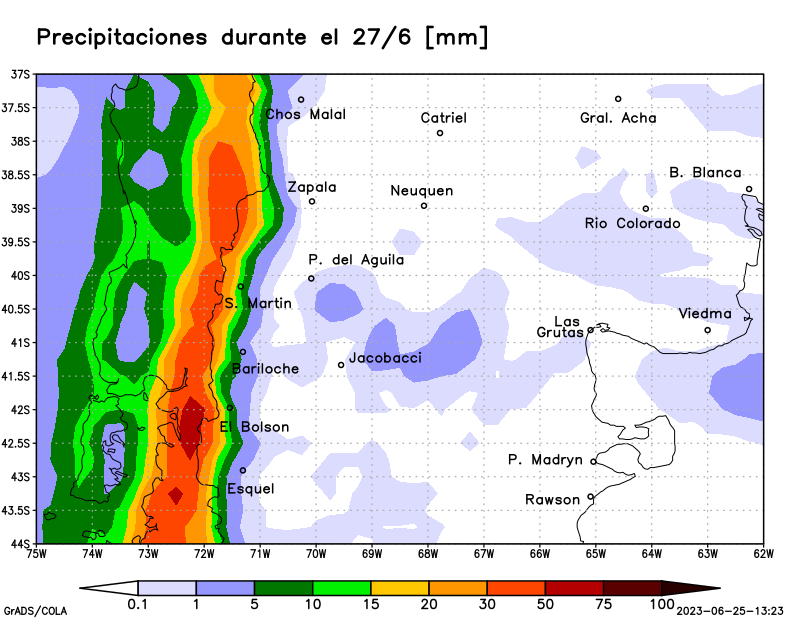 Precipitaciones durante el 27/6 [mm]
37S
37.5S
Chos Malal
Catriel
Gral. Acha
38S
38.5S
Zapala
Neuquen
B. Blanca
39S
Rio Colorado
39.5S
P. del Aguila
40S
S. Martin
40.5S
Las
Grutas
Viedma
41S
Bariloche
Jacobacci
41.5S
42S
El Bolson
42.5S
P. Madryn
43S
Esquel
Rawson
43.5S
44S
75W 74W 73W 72W 71W 70W 69W 68W 67W 66W 65W 64W 63W 62W
0.1 1 5 10 15 20 30 50 75 100
GrADS/COLA
2023-06-25-13:23